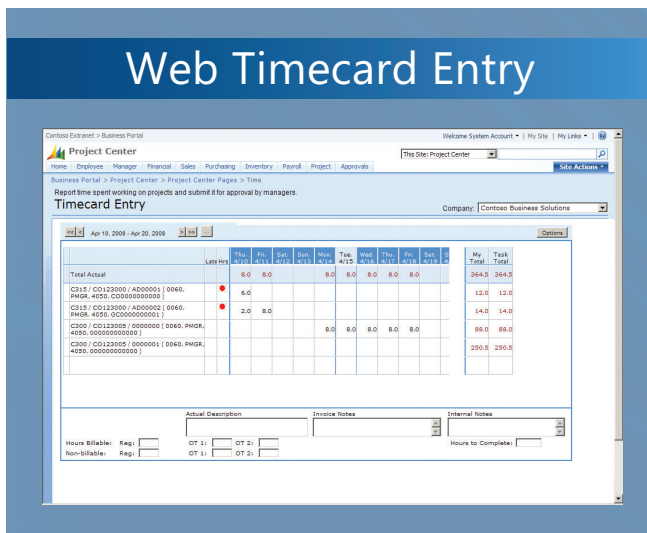 Web Timecard Entry
Contoso Extranet > Business Portal
Welcome System Account | My Site | My Links |
Project Center
This Site: Project Center
Home Employee Manager Financial Sales Purchasing Inventory Payroll Project Approvals
Site Actions
Business Portal > Project Center > Project Center Pages > Time
Report time spent working on projects and submit it for approval by managers.
Timecard Entry
Company: Contoso Business Solutions
<< < Apr 10, 2008 - Apr 20, 2008 > >> ...
Options
Thu. Fri. Sat. Sun. Mon. Tue. Wed. Thu. Fri. Sat. S My Task
Late Hrs 4/10 4/11 4/12 4/13 4/14 4/15 4/16 4/17 4/18 4/19 4 Total Total
Total Actual 8.0 8.0 8.0 8.0 8.0 8.0 8.0 364.5 364.5
C315 / CO123000 / AD00001 ( 0060,
PMGR, 4050, CO0000000000 ) 6.0 12.0 12.0
C315 / CO123000 / AD00002 ( 0060,
PMGR, 4050, GC0000000001 ) 2.0 8.0 14.0 14.0
C300 / CO123005 / 0000000 ( 0060, PMGR,
4050, 000000000000 ) 8.0 8.0 8.0 8.0 8.0 88.0 88.0
C300 / CO123005 / 0000001 ( 0060, PMGR,
4050, 000000000000 ) 250.5 250.5
Actual Description Invoice Notes Internal Notes
Hours Billable: Reg: OT 1: OT 2: Hours to Complete:
Non-billable: Reg: OT 1: OT 2: